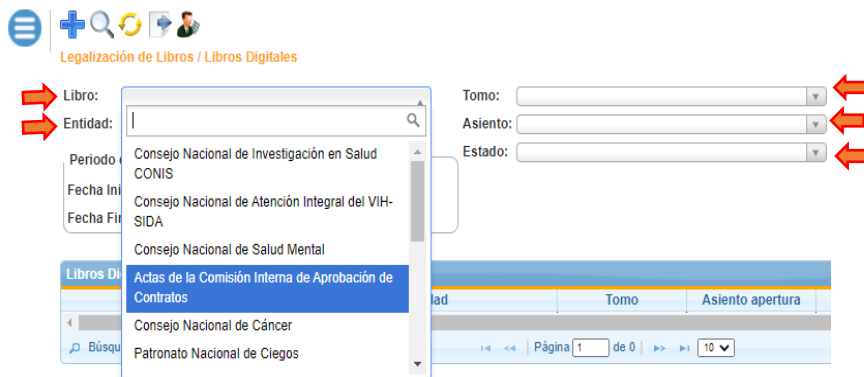 Legalización de Libros / Libros Digitales
Libro:
Tomo:
Entidad:
Asiento:
Estado:
Periodo
Fecha Ini
Fecha Fin
Consejo Nacional de Investigación en Salud
CONIS
Consejo Nacional de Atención Integral del VIH-
SIDA
Consejo Nacional de Salud Mental
Actas de la Comisión Interna de Aprobación de
Contratos
Consejo Nacional de Cáncer
Patronato Nacional de Ciegos
Libros Di
dad
Tomo
Asiento apertura
Búsqu
Página 1 de 0
10